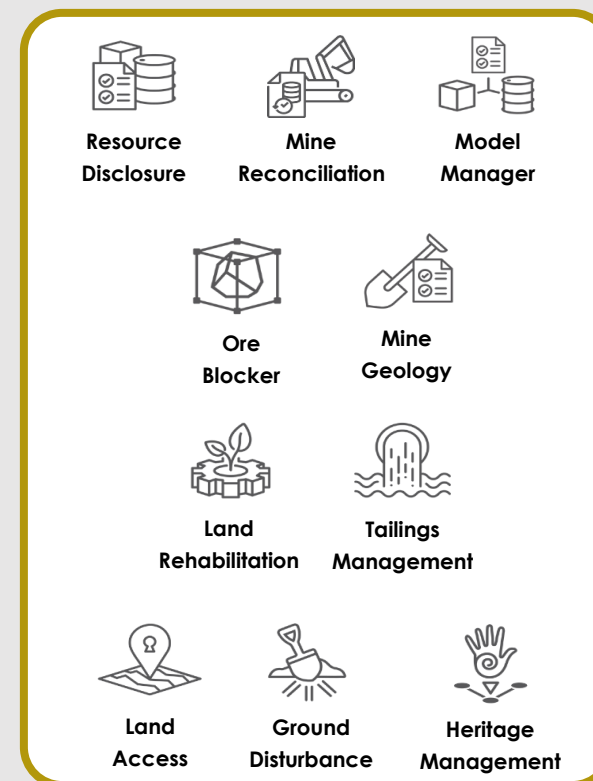 Resource
Disclosure
Mine
Reconciliation
Model
Manager
Ore
Blocker
Mine
Geology
Land
Rehabilitation
Tailings
Management
Land
Access
Ground
Disturbance
Heritage
Management